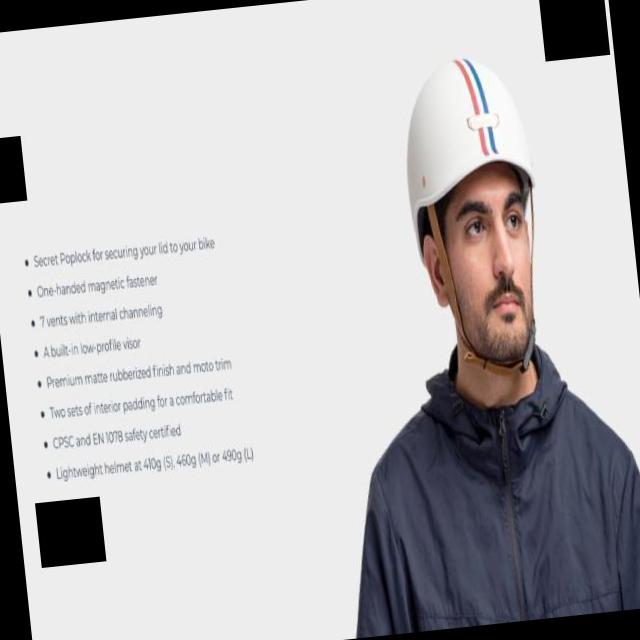 Secret Poplock for securing your lid to your bike
One-handed magnetic fastener
7 vents with internal channeling
A built-in low-profile visor
Premium matte rubberized finish and moto trim
Two sets of interior padding for a comfortable fit
CPSC and EN 1078 safety certified
Lightweight helmet at 410g (S), 460g (M) or 490g (L)